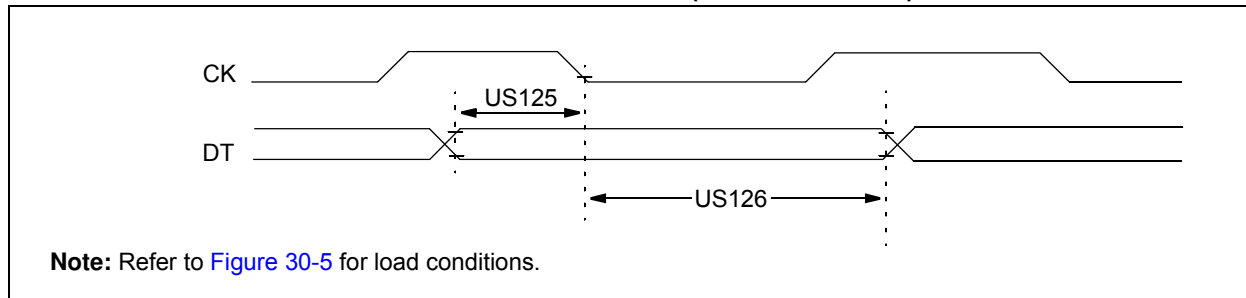 CK
US125
DT
US126
Note: Refer to Figure 30-5 for load conditions.